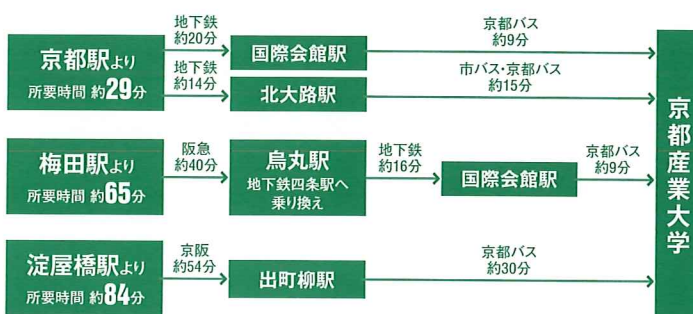 京都駅より
所要時間 約29分
地下鉄
約20分
国際会館駅
京都バス
約9分
地下鉄
約14分
北大路駅
市バス・京都バス
約15分
梅田駅より
所要時間 約65分
阪急
約40分
烏丸駅
地下鉄四条駅へ
乗り換え
地下鉄
約16分
国際会館駅
京都バス
約9分
淀屋橋駅より
所要時間 約84分
京阪
約54分
出町柳駅
京都バス
約30分
京都産業大学